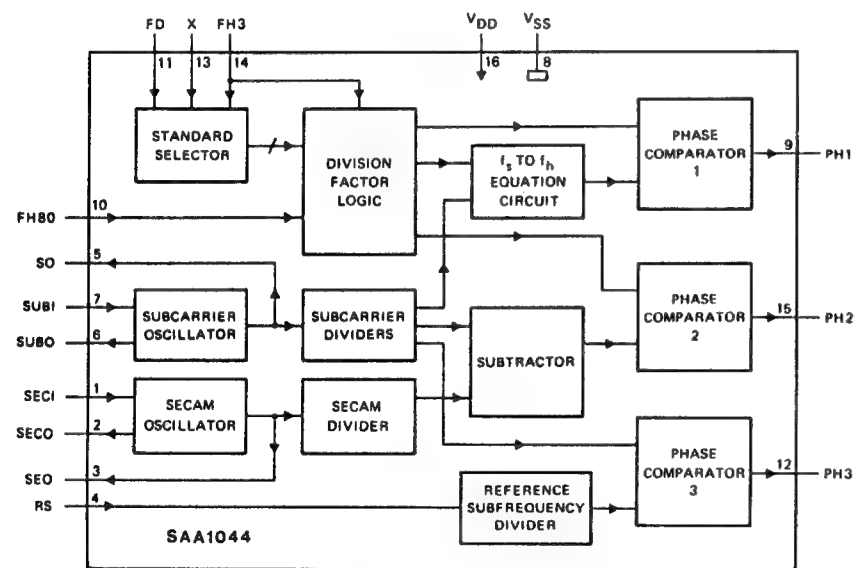 FD X FH3 VDD VSS
11 13 14 16 8
STANDARD
SELECTOR
DIVISION
FACTOR
LOGIC
fs TO fh
EQUATION
CIRCUIT
PHASE
COMPARATOR
1
9 PH1
FH80 10
SO 5
SUBI 7
SUBO 6
SUBCARRIER
OSCILLATOR
SUBCARRIER
DIVIDERS
SUBTRACTOR
PHASE
COMPARATOR
2
15 PH2
SECI 1
SECO 2
SECAM
OSCILLATOR
SECAM
DIVIDER
SEO 3
RS 4
REFERENCE
SUBFREQUENCY
DIVIDER
PHASE
COMPARATOR
3
12 PH3
SAA1044